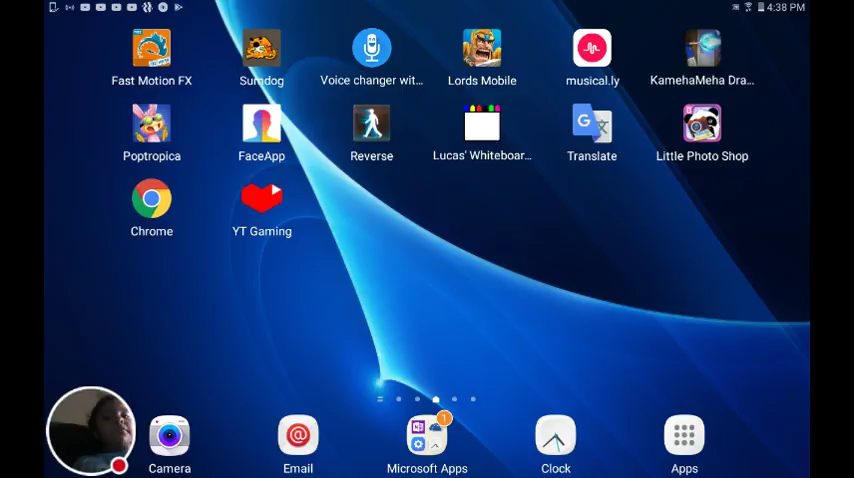 4:38 PM
Fast Motion FX
Sumdog
Voice changer wit...
Lords Mobile
musical.ly
KamehaMeha Dra...
Poptropica
FaceApp
Reverse
Lucas' Whiteboar...
Translate
Little Photo Shop
Chrome
YT Gaming
1
Camera
Email
Microsoft Apps
Clock
Apps